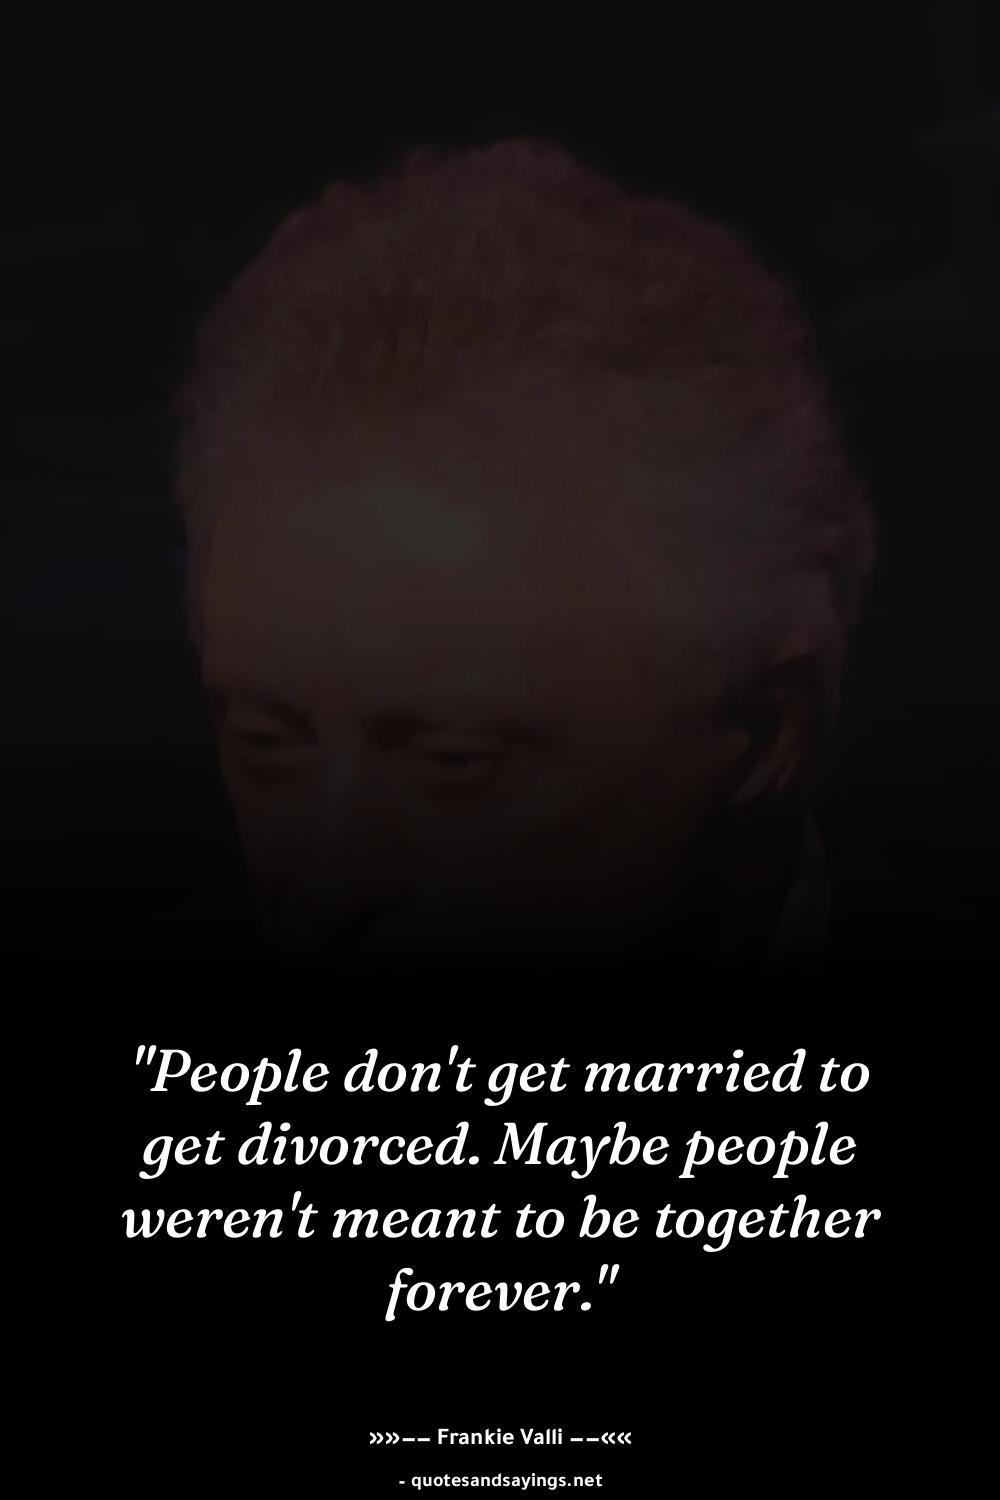 "People don't get married to
get divorced. Maybe people
weren't meant to be together
forever."
»»—— Frankie Valli ——««
- quotesandsayings.net